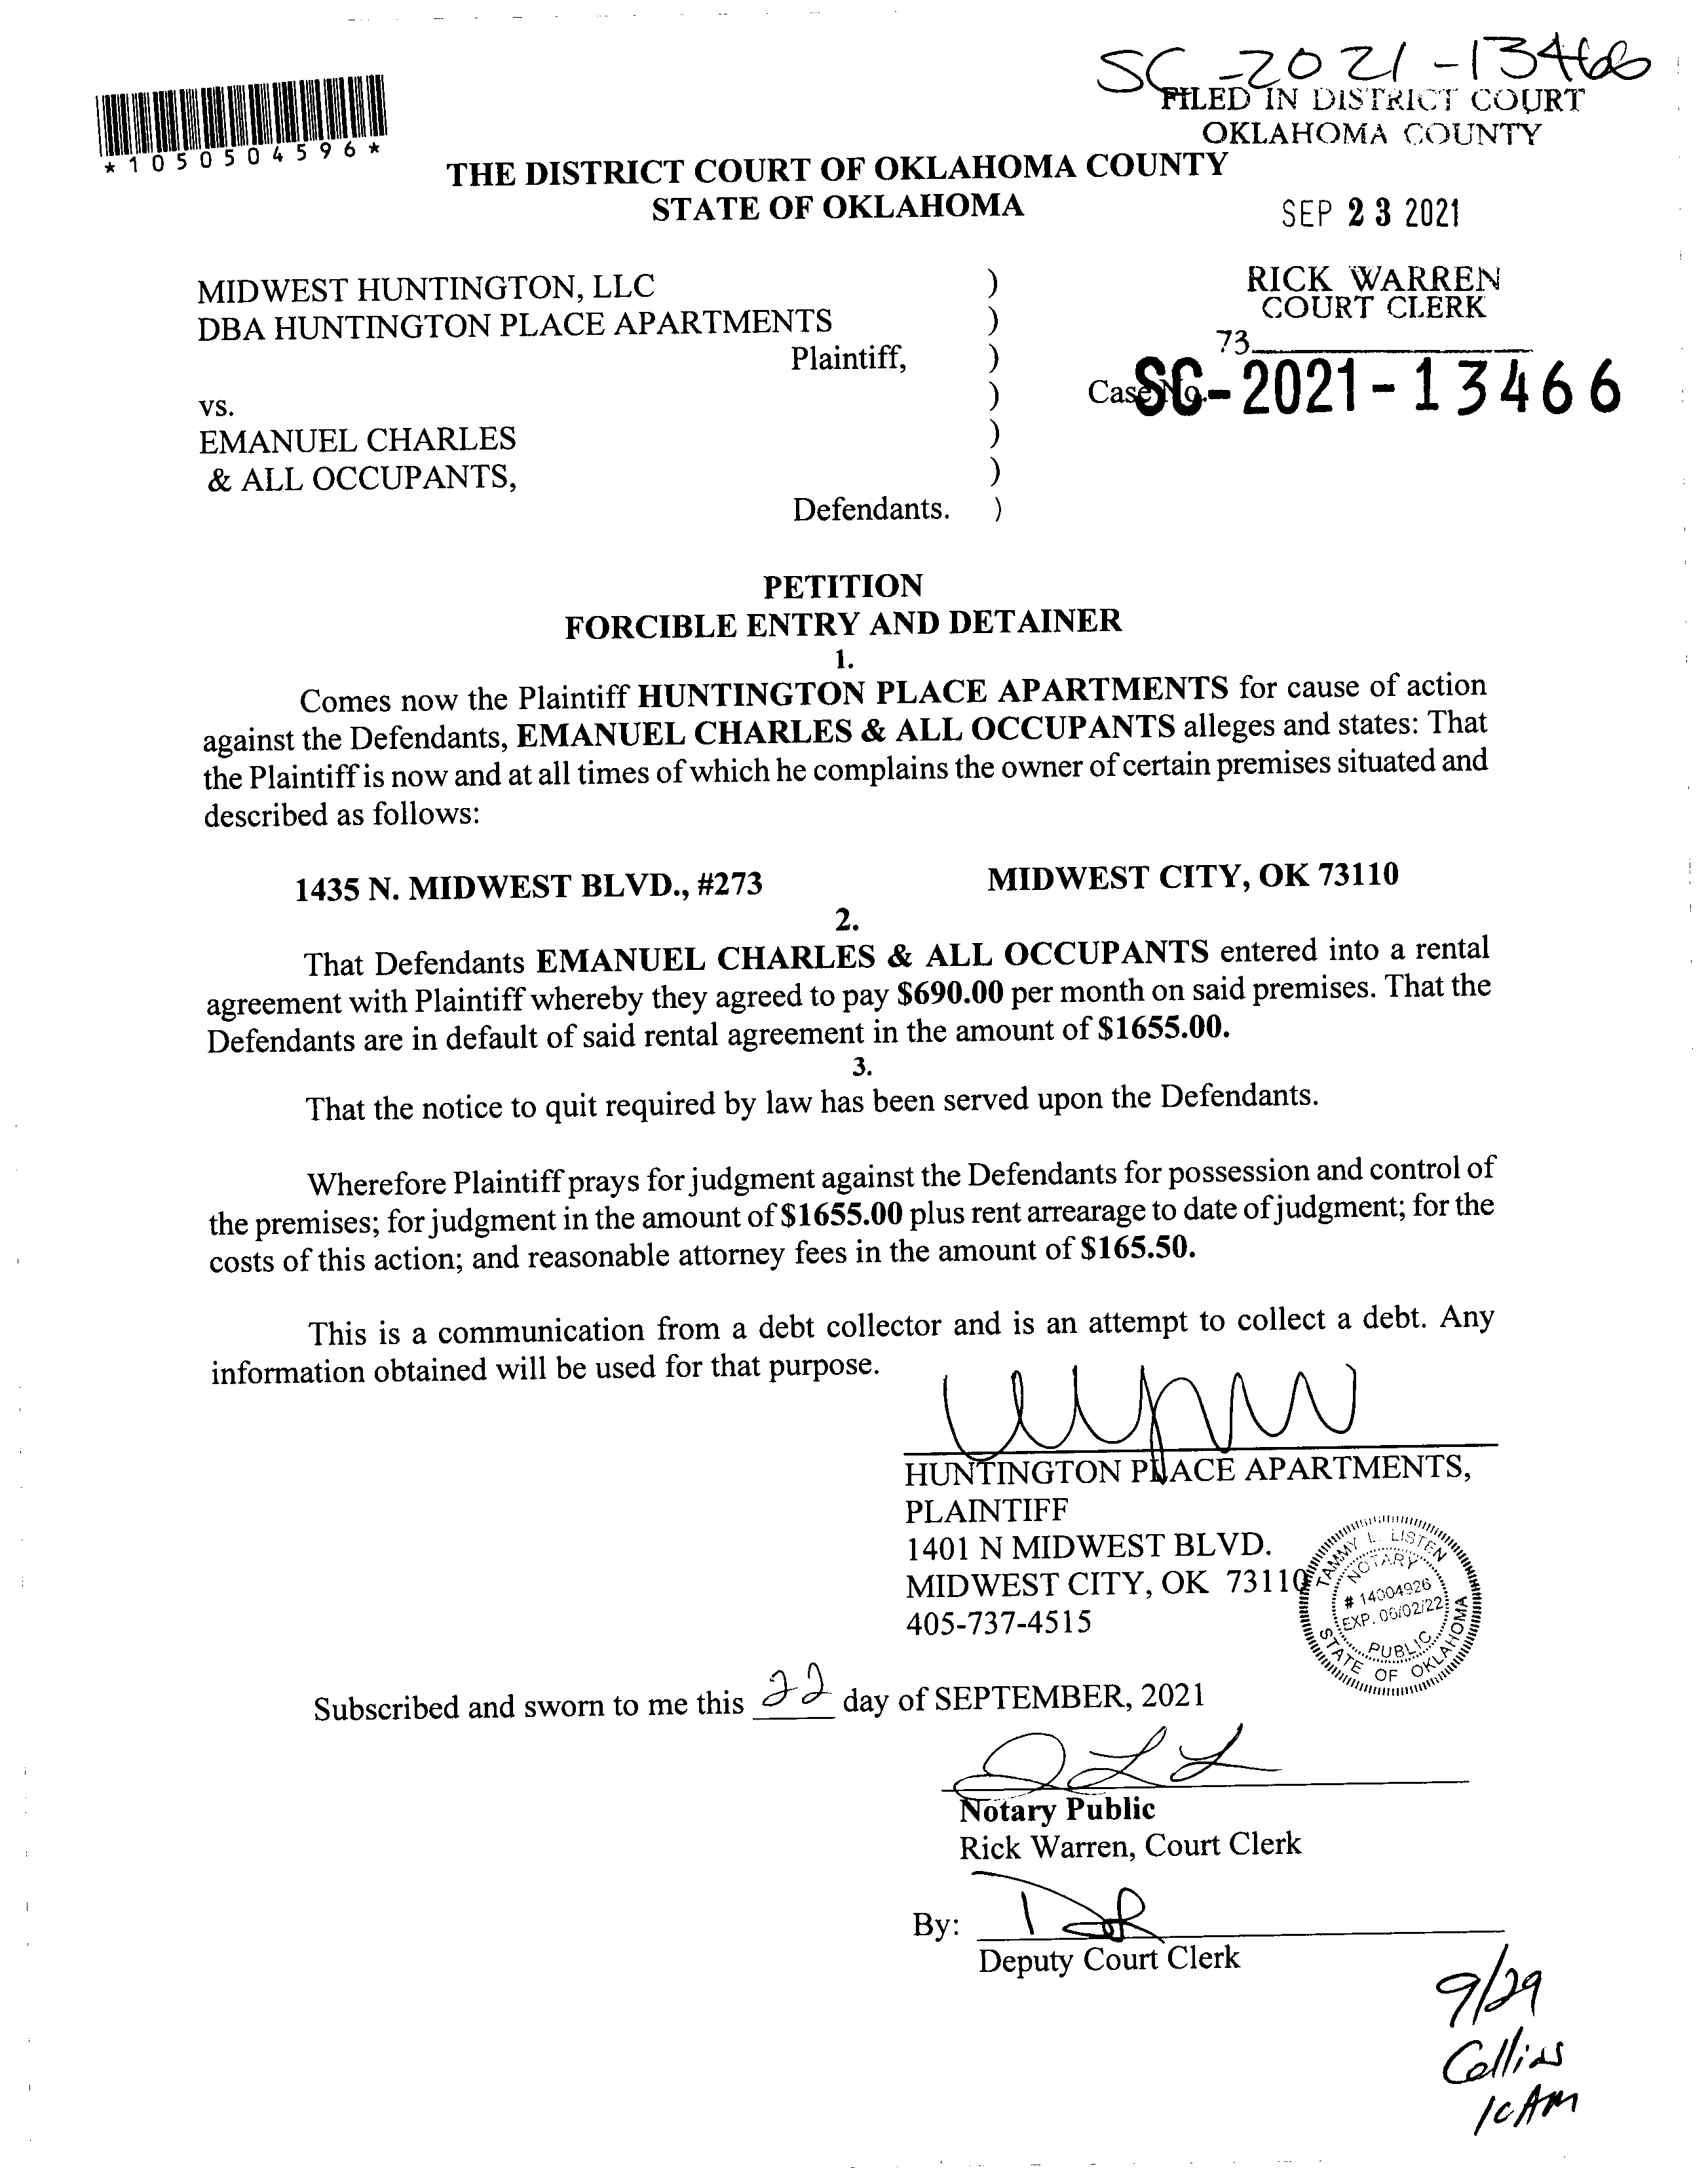 SC-2021-13466
FILED IN DISTRICT COURT
OKLAHOMA COUNTY
*1050504596*
THE DISTRICT COURT OF OKLAHOMA COUNTY
STATE OF OKLAHOMA
SEP 23 2021
RICK WARREN
COURT CLERK
73
MIDWEST HUNTINGTON, LLC )
DBA HUNTINGTON PLACE APARTMENTS )
Plaintiff, )
) Case No. SC-2021-13466
vs.
EMANUEL CHARLES )
& ALL OCCUPANTS, )
Defendants. )
PETITION
FORCIBLE ENTRY AND DETAINER
1.
Comes now the Plaintiff HUNTINGTON PLACE APARTMENTS for cause of action
against the Defendants, EMANUEL CHARLES & ALL OCCUPANTS alleges and states: That
the Plaintiff is now and at all times of which he complains the owner of certain premises situated and
described as follows:
1435 N. MIDWEST BLVD., #273 MIDWEST CITY, OK 73110
2.
That Defendants EMANUEL CHARLES & ALL OCCUPANTS entered into a rental
agreement with Plaintiff whereby they agreed to pay $690.00 per month on said premises. That the
Defendants are in default of said rental agreement in the amount of $1655.00.
3.
That the notice to quit required by law has been served upon the Defendants.
Wherefore Plaintiff prays for judgment against the Defendants for possession and control of
the premises; for judgment in the amount of $1655.00 plus rent arrearage to date of judgment; for the
costs of this action; and reasonable attorney fees in the amount of $165.50.
This is a communication from a debt collector and is an attempt to collect a debt. Any
information obtained will be used for that purpose.
HUNTINGTON PLACE APARTMENTS,
PLAINTIFF
1401 N MIDWEST BLVD.
MIDWEST CITY, OK 73110
405-737-4515
TAMMY L. LISTEN
NOTARY
# 14004926
EXP. 06/02/22
PUBLIC
STATE OF OKLAHOMA
Subscribed and sworn to me this 22 day of SEPTEMBER, 2021
Notary Public
Rick Warren, Court Clerk
By:
Deputy Court Clerk
9/29
Collins
10 AM